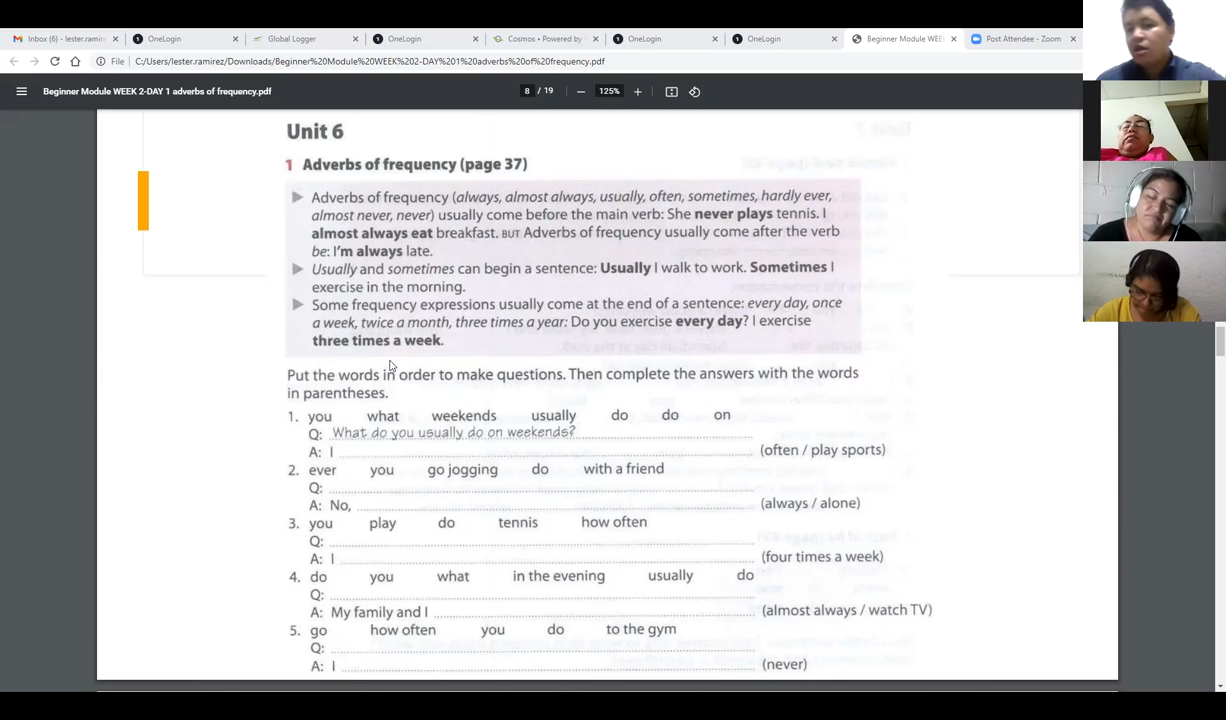 Inbox (6) - lester.ramire
OneLogin
Global Logger
OneLogin
Cosmos • Powered by
OneLogin
OneLogin
Beginner Module WEE
Post Attendee - Zoom
File C:/Users/lester.ramirez/Downloads/Beginner%20Module%20WEEK%202-DAY%201%20adverbs%20of%20frequency.pdf
Beginner Module WEEK 2-DAY 1 adverbs of frequency.pdf
8 / 19
125%
Unit 6
1 Adverbs of frequency (page 37)
Adverbs of frequency (always, almost always, usually, often, sometimes, hardly ever,
almost never, never) usually come before the main verb: She never plays tennis. I
almost always eat breakfast. BUT Adverbs of frequency usually come after the verb
be: I'm always late.
Usually and sometimes can begin a sentence: Usually I walk to work. Sometimes I
exercise in the morning.
Some frequency expressions usually come at the end of a sentence: every day, once
a week, twice a month, three times a year: Do you exercise every day? I exercise
three times a week.
Put the words in order to make questions. Then complete the answers with the words
in parentheses.
1. you what weekends usually do do on
Q: What do you usually do on weekends?
A: I (often / play sports)
2. ever you go jogging do with a friend
Q:
A: No, (always / alone)
3. you play do tennis how often
Q:
A: I (four times a week)
4. do you what in the evening usually do
Q:
A: My family and I (almost always / watch TV)
5. go how often you do to the gym
Q:
A: I (never)